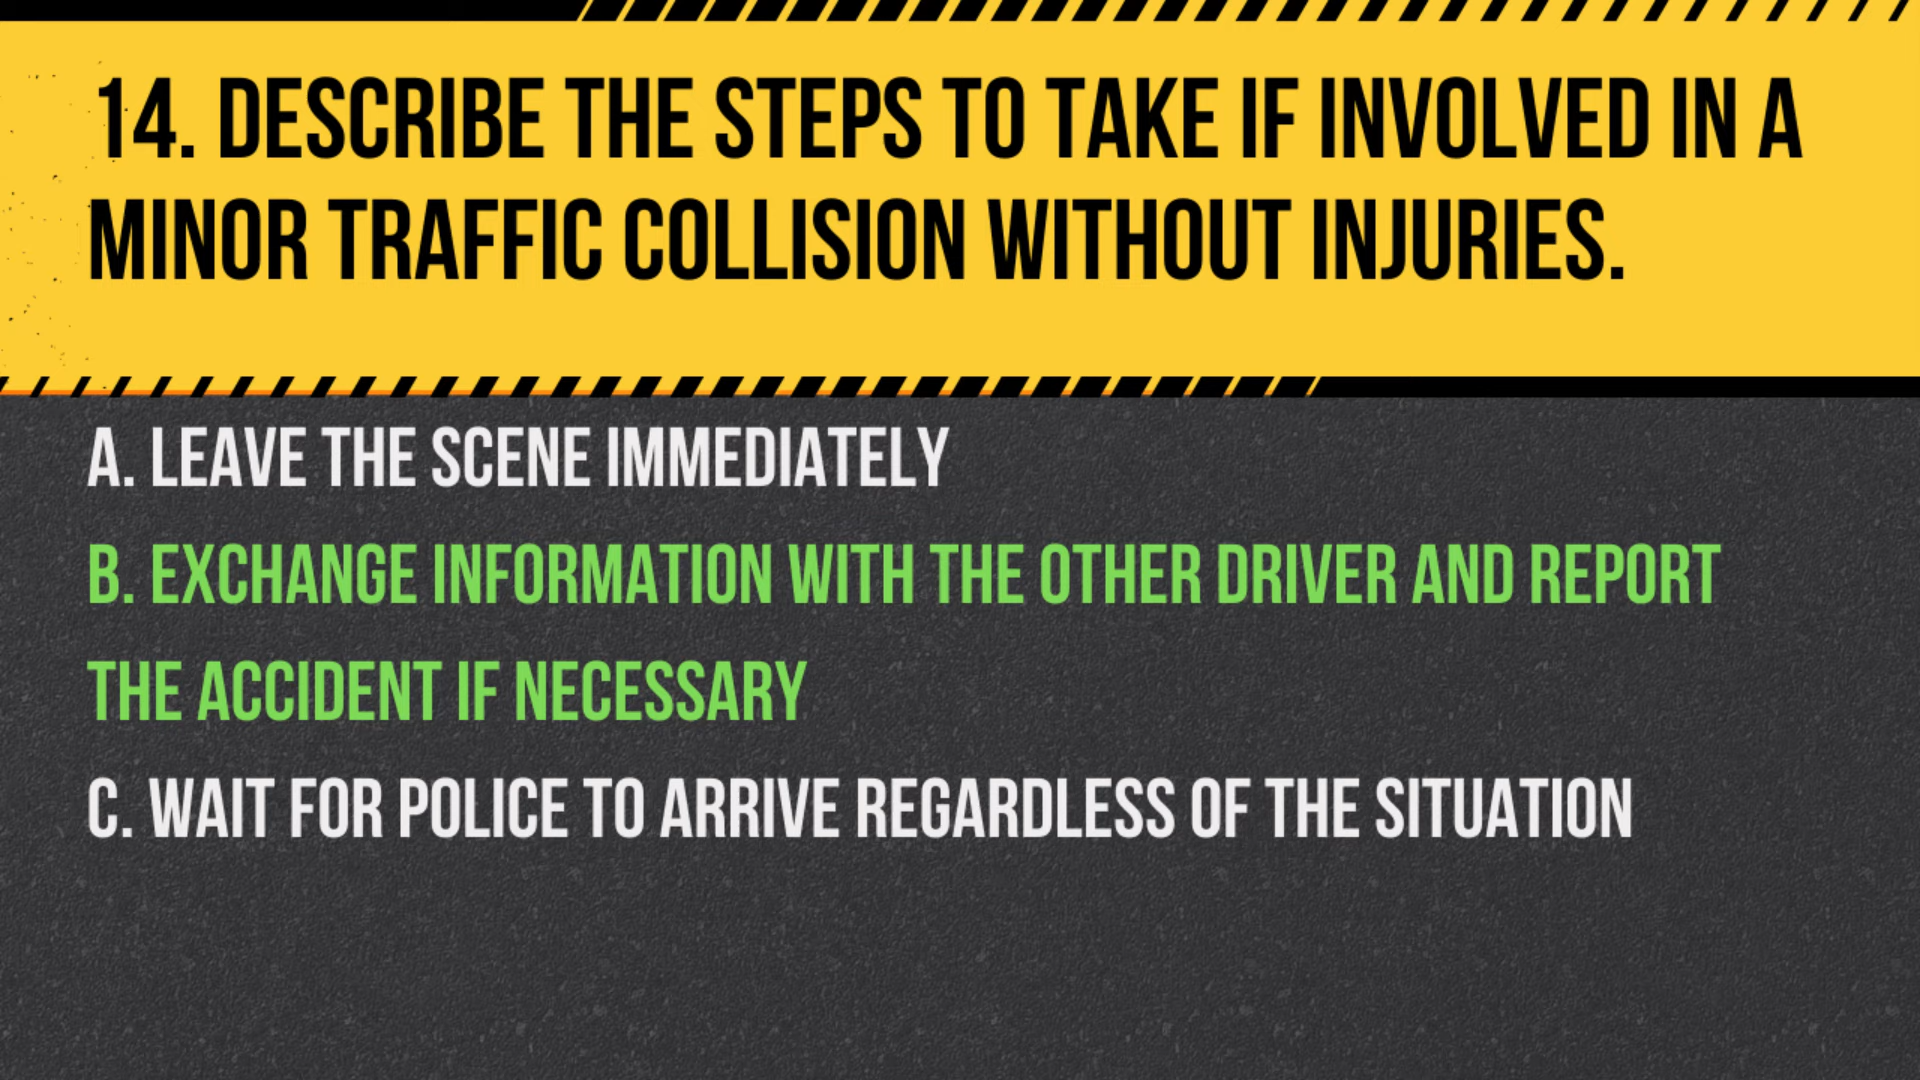 14. DESCRIBE THE STEPS TO TAKE IF INVOLVED IN A
MINOR TRAFFIC COLLISION WITHOUT INJURIES.
A. LEAVE THE SCENE IMMEDIATELY
B. EXCHANGE INFORMATION WITH THE OTHER DRIVER AND REPORT
THE ACCIDENT IF NECESSARY
C. WAIT FOR POLICE TO ARRIVE REGARDLESS OF THE SITUATION